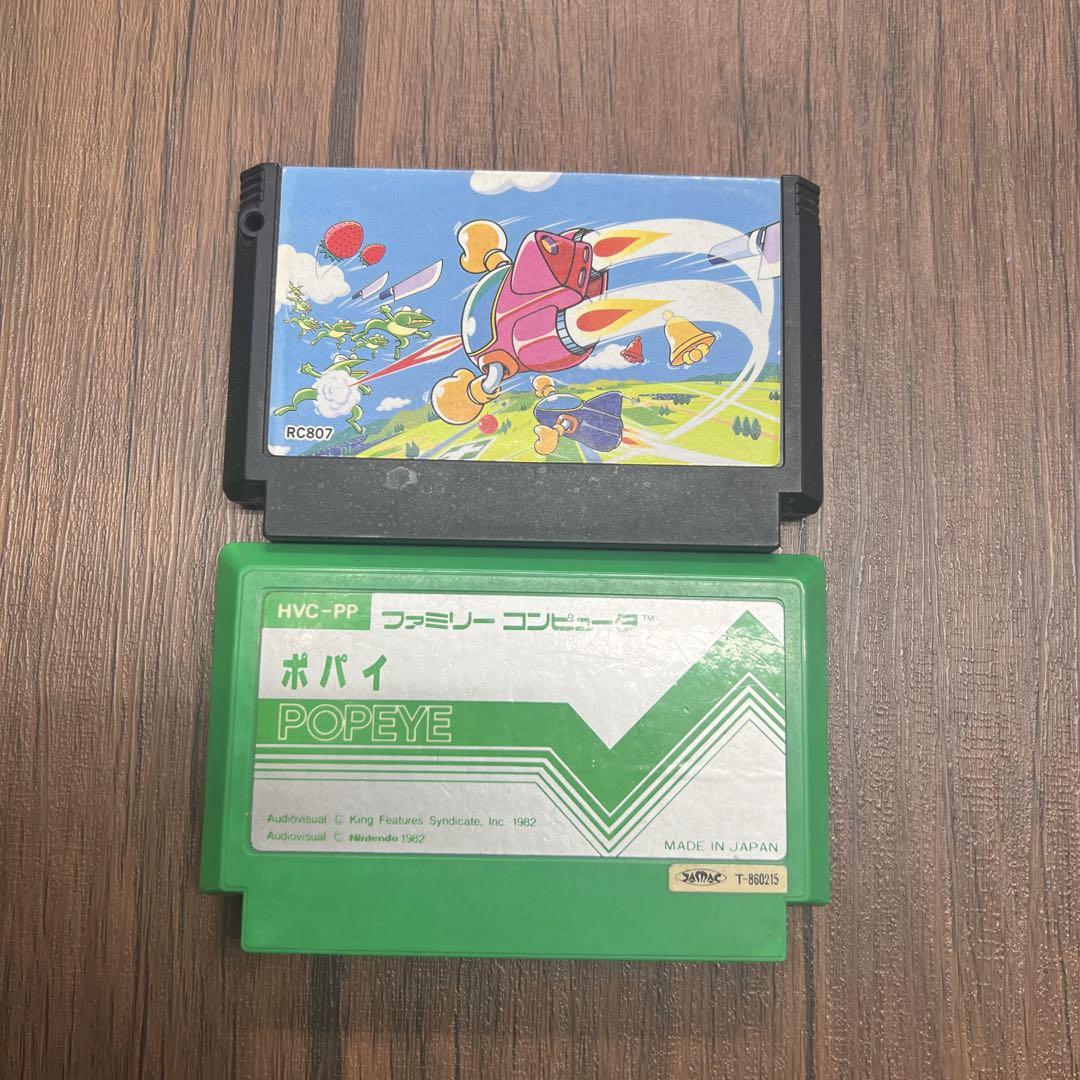 RC807
HVC-PP ファミリー コンピュータ™
ポパイ
POPEYE
Audiovisual © King Features Syndicate, Inc. 1982
Audiovisual © Nintendo 1982
MADE IN JAPAN
JASRAC T-860215